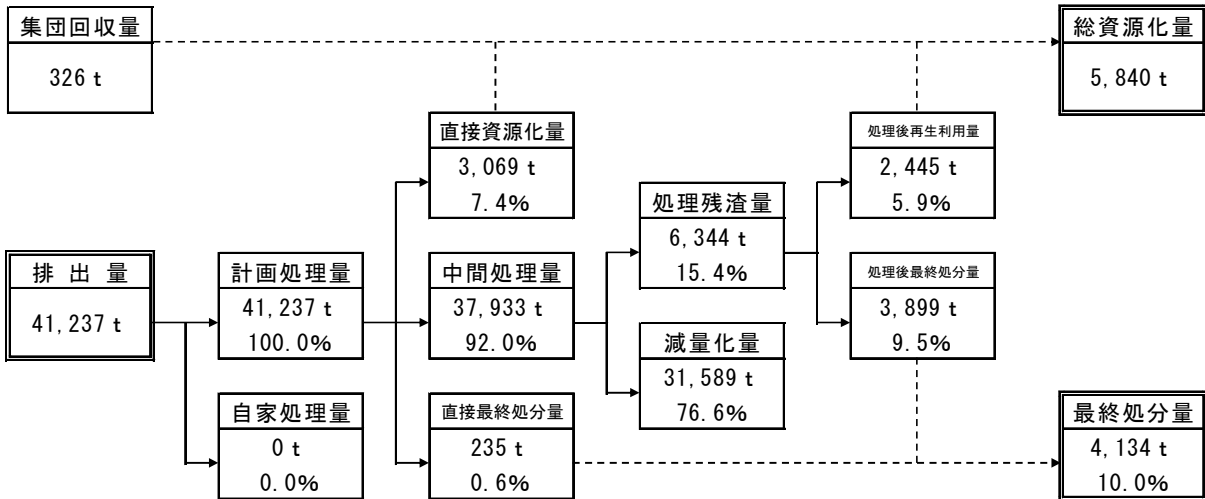 集団回収量
326 t
総資源化量
5,840 t
直接資源化量
3,069 t
7.4%
処理後再生利用量
2,445 t
5.9%
処理残渣量
6,344 t
15.4%
排出量
41,237 t
計画処理量
41,237 t
100.0%
中間処理量
37,933 t
92.0%
処理後最終処分量
3,899 t
9.5%
減量化量
31,589 t
76.6%
自家処理量
0 t
0.0%
直接最終処分量
235 t
0.6%
最終処分量
4,134 t
10.0%